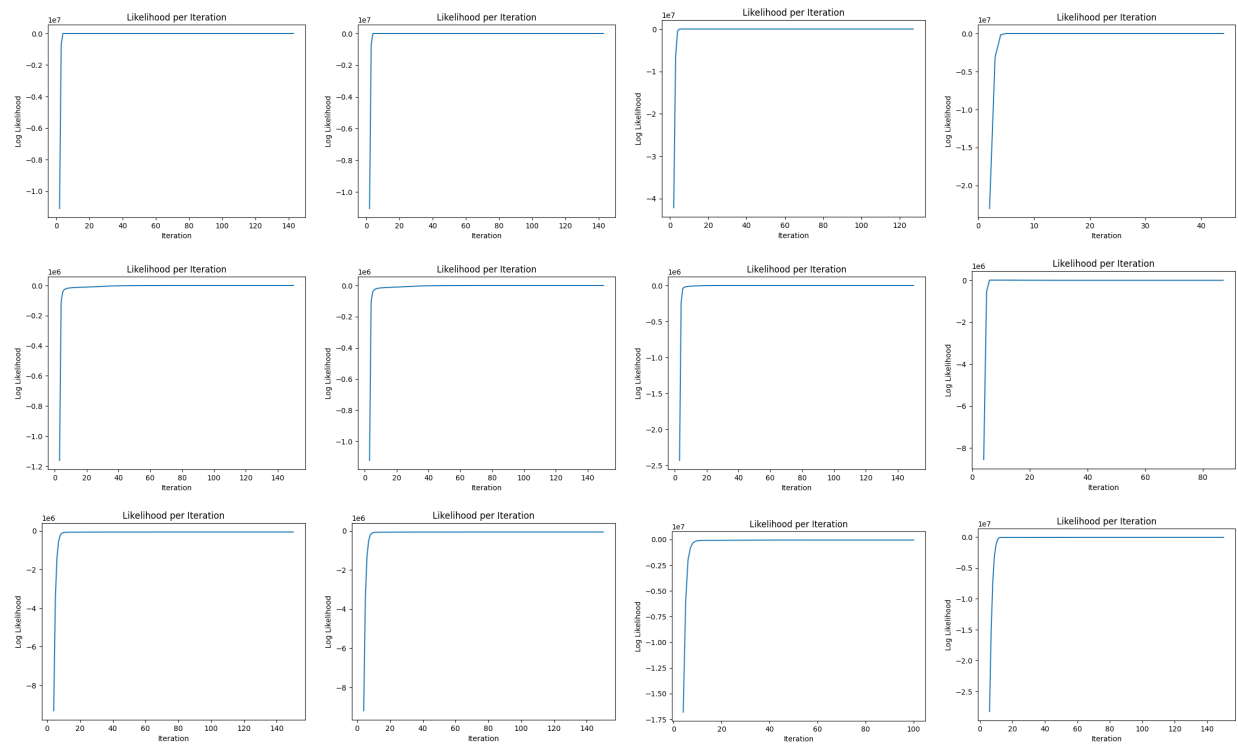 Likelihood per Iteration
1e7
0.0
−0.2
−0.4
−0.6
−0.8
−1.0
Log Likelihood
0 20 40 60 80 100 120 140
Iteration
Likelihood per Iteration
1e7
0.0
−0.2
−0.4
−0.6
−0.8
−1.0
Log Likelihood
0 20 40 60 80 100 120 140
Iteration
Likelihood per Iteration
1e7
0
−1
−2
−3
−4
Log Likelihood
0 20 40 60 80 100 120
Iteration
Likelihood per Iteration
1e7
0.0
−0.5
−1.0
−1.5
−2.0
Log Likelihood
0 10 20 30 40
Iteration
Likelihood per Iteration
1e6
0.0
−0.2
−0.4
−0.6
−0.8
−1.0
−1.2
Log Likelihood
0 20 40 60 80 100 120 140
Iteration
Likelihood per Iteration
1e6
0.0
−0.2
−0.4
−0.6
−0.8
−1.0
Log Likelihood
0 20 40 60 80 100 120 140
Iteration
Likelihood per Iteration
1e6
0.0
−0.5
−1.0
−1.5
−2.0
−2.5
Log Likelihood
0 20 40 60 80 100 120 140
Iteration
Likelihood per Iteration
1e6
0
−2
−4
−6
−8
Log Likelihood
0 20 40 60 80
Iteration
Likelihood per Iteration
1e6
0
−2
−4
−6
−8
Log Likelihood
0 20 40 60 80 100 120 140
Iteration
Likelihood per Iteration
1e6
0
−2
−4
−6
−8
Log Likelihood
0 20 40 60 80 100 120 140
Iteration
Likelihood per Iteration
1e7
0.00
−0.25
−0.50
−0.75
−1.00
−1.25
−1.50
−1.75
Log Likelihood
0 20 40 60 80 100
Iteration
Likelihood per Iteration
1e7
0.0
−0.5
−1.0
−1.5
−2.0
−2.5
Log Likelihood
0 20 40 60 80 100 120 140
Iteration